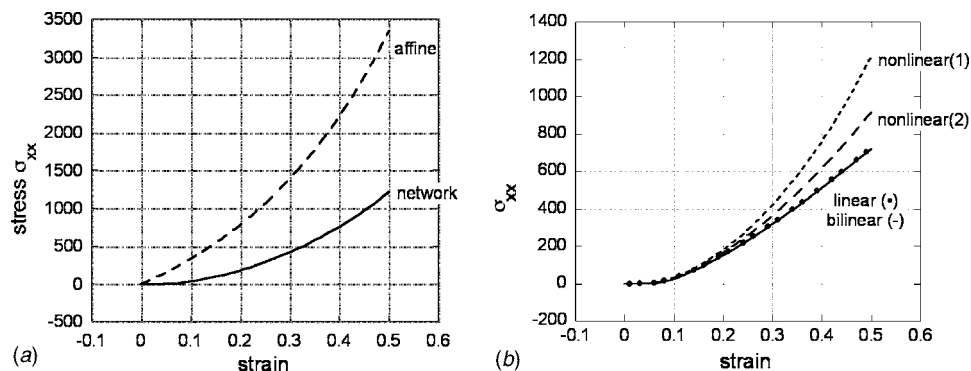 3500
3000
2500
2000
1500
1000
500
0
-500
stress σxx
affine
network
-0.1 0 0.1 0.2 0.3 0.4 0.5 0.6
strain
(a)
1400
1200
1000
800
600
400
200
0
-200
σxx
nonlinear(1)
nonlinear(2)
linear (•)
bilinear (-)
-0.1 0 0.1 0.2 0.3 0.4 0.5 0.6
strain
(b)